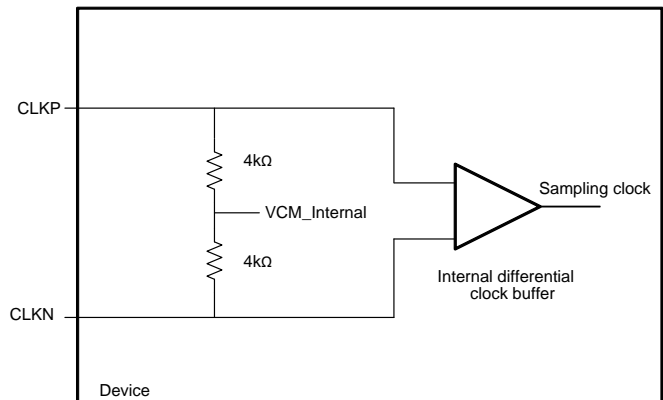 CLKP
4kΩ
Sampling clock
VCM_Internal
4kΩ
Internal differential
clock buffer
CLKN
Device